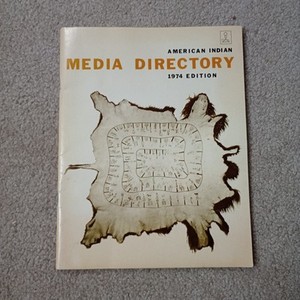 AMERICAN INDIAN
MEDIA DIRECTORY
1974 EDITION